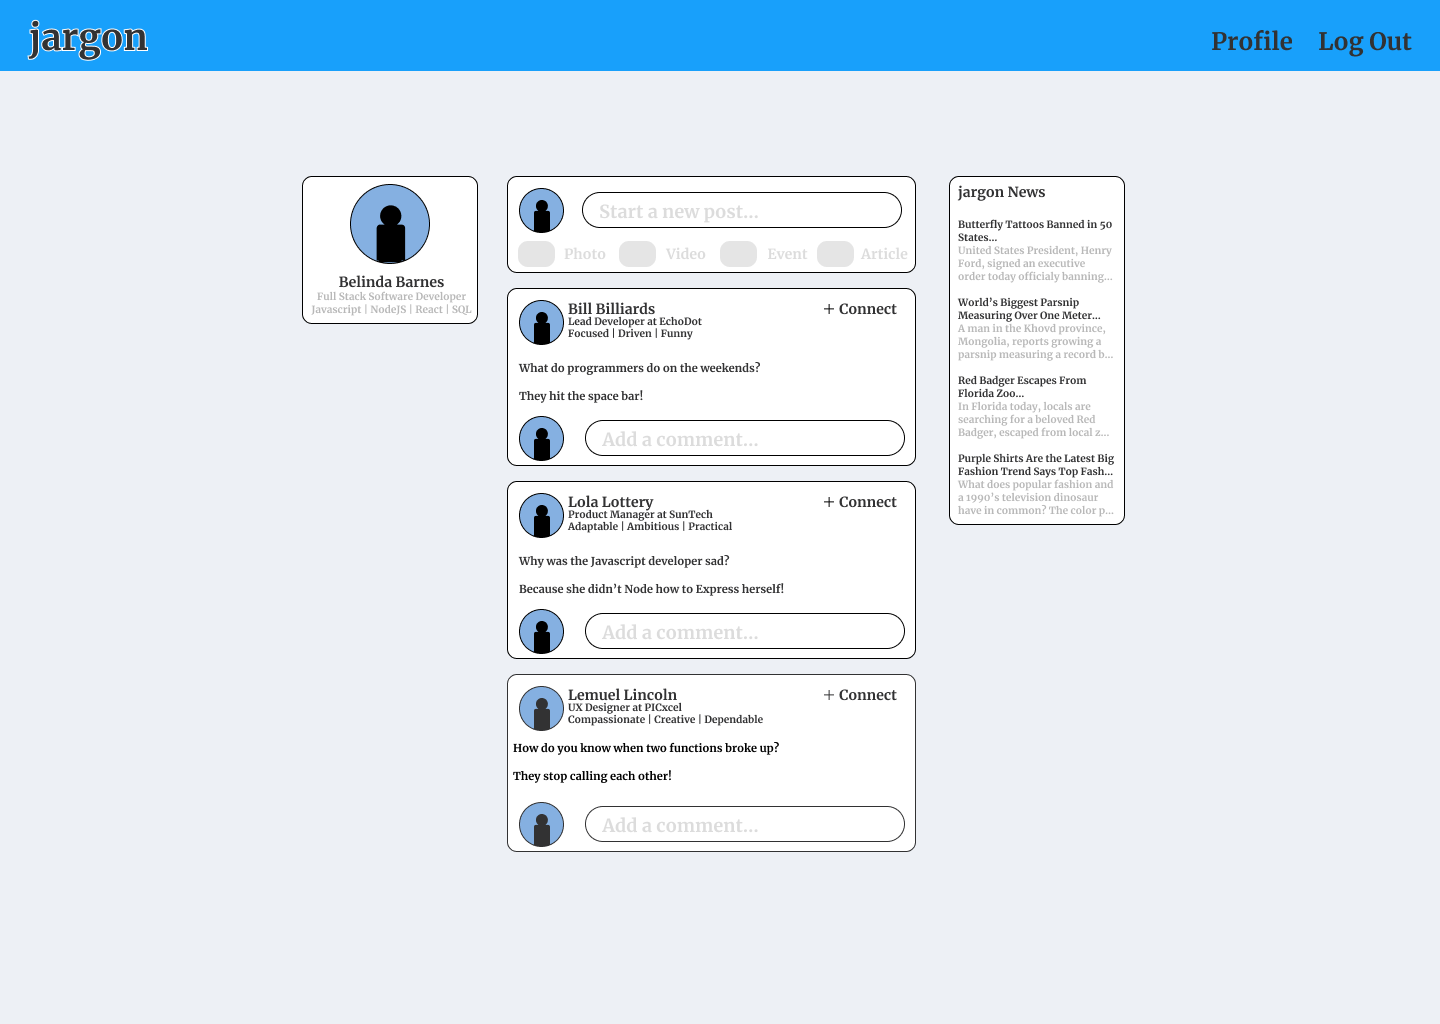 jargon
Profile
Log Out
Belinda Barnes
Full Stack Software Developer
Javascript | NodeJS | React | SQL
Start a new post...
Photo
Video
Event
Article
Bill Billiards
+ Connect
Lead Developer at EchoDot
Focused | Driven | Funny
What do programmers do on the weekends?
They hit the space bar!
Add a comment...
Lola Lottery
+ Connect
Product Manager at SunTech
Adaptable | Ambitious | Practical
Why was the Javascript developer sad?
Because she didn’t Node how to Express herself!
Add a comment...
Lemuel Lincoln
+ Connect
UX Designer at PICxcel
Compassionate | Creative | Dependable
How do you know when two functions broke up?
They stop calling each other!
Add a comment...
jargon News
Butterfly Tattoos Banned in 50
States...
United States President, Henry
Ford, signed an executive
order today officialy banning...
World’s Biggest Parsnip
Measuring Over One Meter...
A man in the Khovd province,
Mongolia, reports growing a
parsnip measuring a record b...
Red Badger Escapes From
Florida Zoo...
In Florida today, locals are
searching for a beloved Red
Badger, escaped from local z...
Purple Shirts Are the Latest Big
Fashion Trend Says Top Fash...
What does popular fashion and
a 1990’s television dinosaur
have in common? The color p...